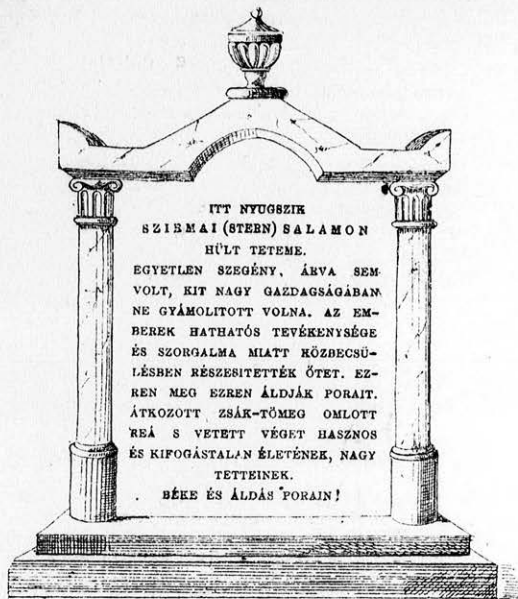 ITT NYUGSZIK
SZIRMAI (STERN) SALAMON
HŰLT TETEME.
EGYETLEN SZEGÉNY, ÁRVA SEM
VOLT, KIT NAGY GAZDAGSÁGÁBAN
NE GYÁMOLITOTT VOLNA. AZ EM-
BEREK HATHATÓS TEVÉKENYSÉGE
ÉS SZORGALMA MIATT KÖZBECSÜ-
LÉSBEN RÉSZESITETTÉK ŐTET. EZ-
REN MEG EZREN ÁLDJÁK PORAIT.
ÁTKOZOTT ZSÁK-TÖMEG OMLOTT
REÁ S VETETT VÉGET HASZNOS
ÉS KIFOGÁSTALAN ÉLETÉNEK, NAGY
TETTEINEK.
BÉKE ÉS ÁLDÁS PORAIN!